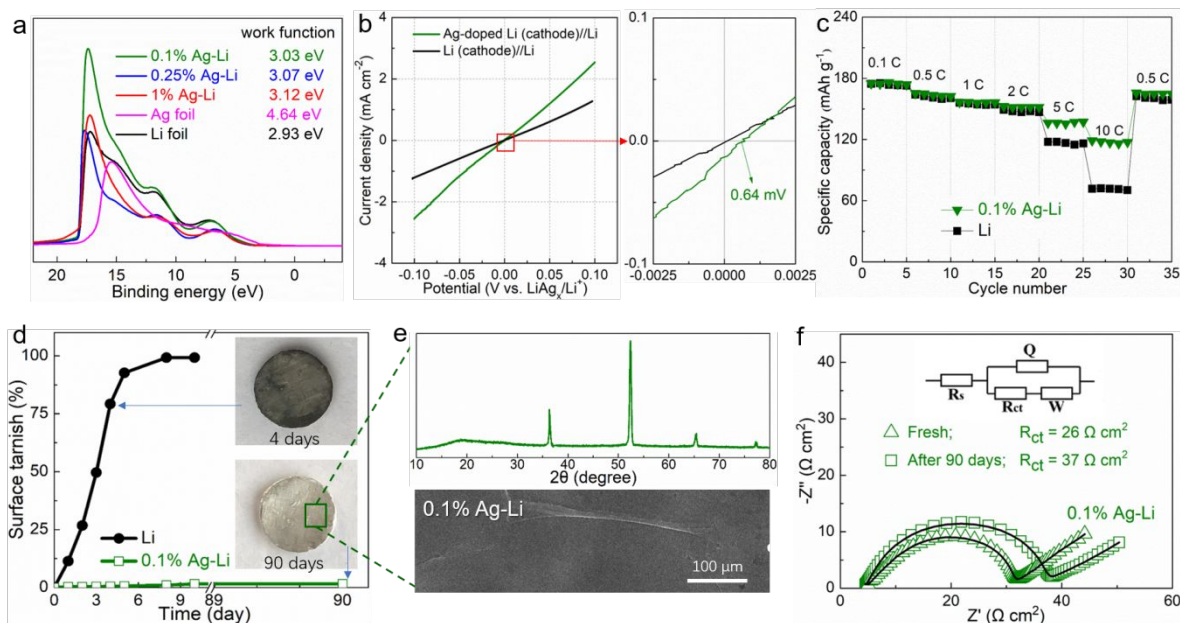 a
work function
0.1% Ag-Li 3.03 eV
0.25% Ag-Li 3.07 eV
1% Ag-Li 3.12 eV
Ag foil 4.64 eV
Li foil 2.93 eV
20 15 10 5 0
Binding energy (eV)
b
Ag-doped Li (cathode)//Li
Li (cathode)//Li
Current density (mA cm⁻²)
4
2
0
-2
-4
-0.10 -0.05 0.00 0.05 0.10
Potential (V vs. LiAgₓ/Li⁺)
0.1
0.0
0.1
0.64 mV
-0.0025 0.0000 0.0025
c
Specific capacity (mAh g⁻¹)
240
180
120
60
0.1 C
0.5 C
1 C
2 C
5 C
10 C
0.5 C
0.1% Ag-Li
Li
0 5 10 15 20 25 30 35
Cycle number
d
Surface tarnish (%)
100
75
50
25
0
4 days
90 days
Li
0.1% Ag-Li
0 3 6 9 89 90
Time (day)
e
10 20 30 40 50 60 70 80
2θ (degree)
0.1% Ag-Li
100 μm
f
-Z'' (Ω cm²)
40
30
20
10
0
Q
Rs
Rct W
Fresh; R_ct = 26 Ω cm²
After 90 days; R_ct = 37 Ω cm²
0.1% Ag-Li
0 20 40 60
Z' (Ω cm²)